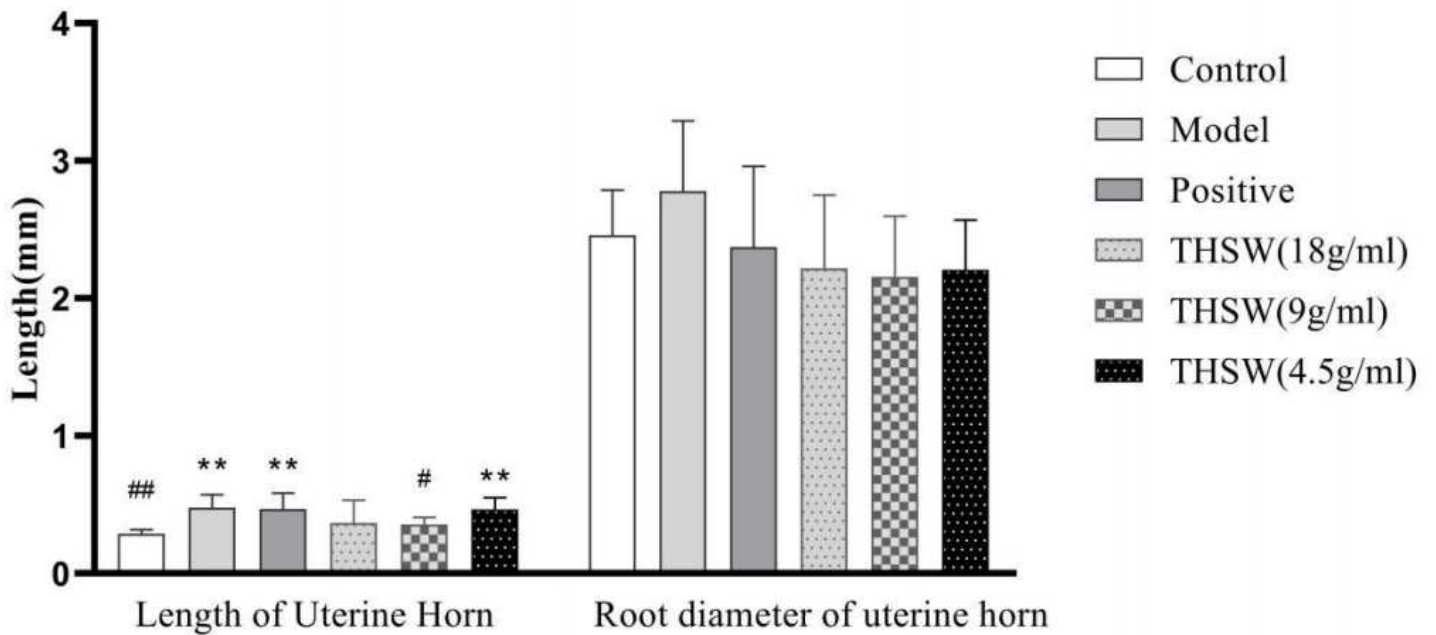 Length(mm)
4
3
2
1
0
##
**
**
#
**
Length of Uterine Horn
Root diameter of uterine horn
Control
Model
Positive
THSW(18g/ml)
THSW(9g/ml)
THSW(4.5g/ml)